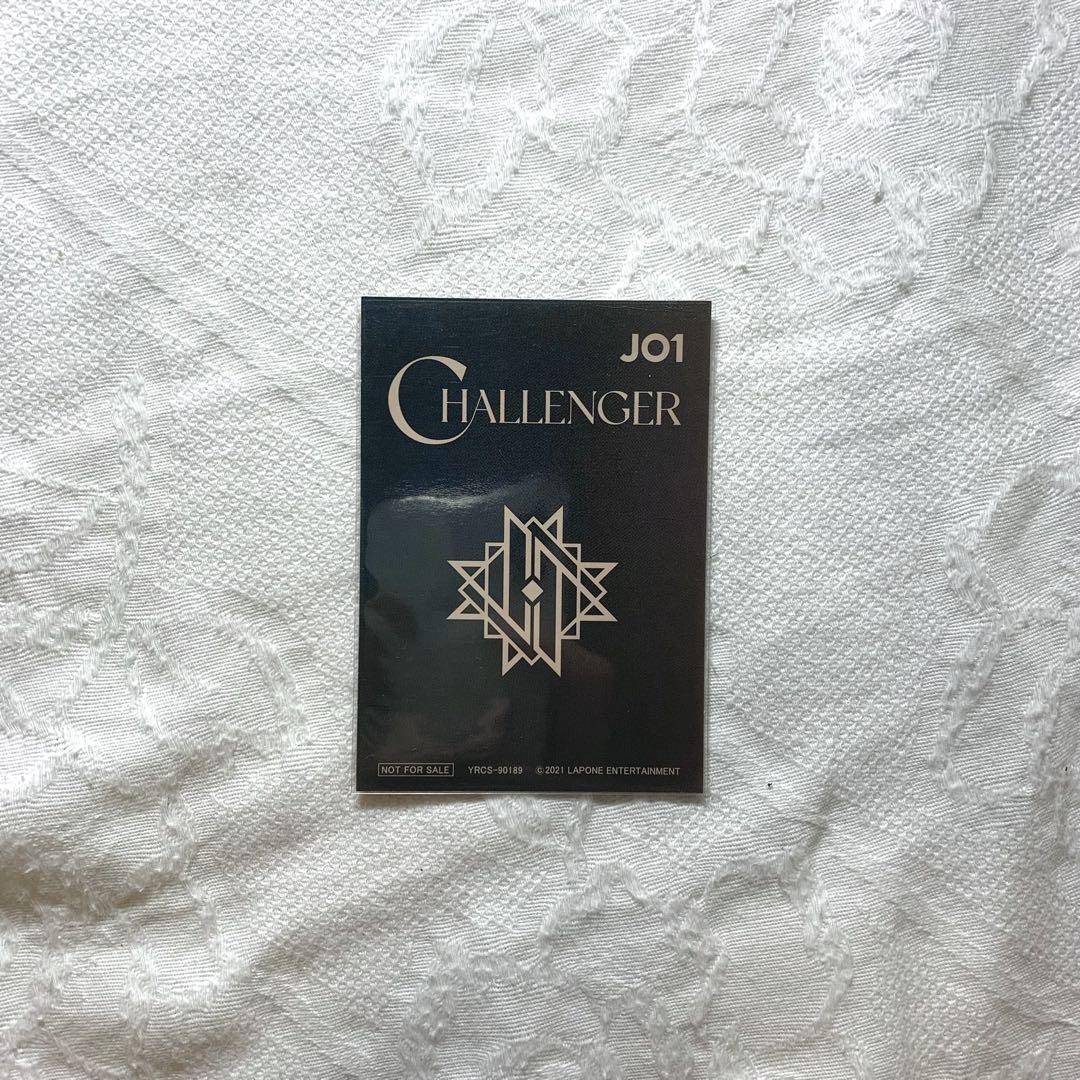 JO1
CHALLENGER
NOT FOR SALE YRCS-90189 ©2021 LAPONE ENTERTAINMENT